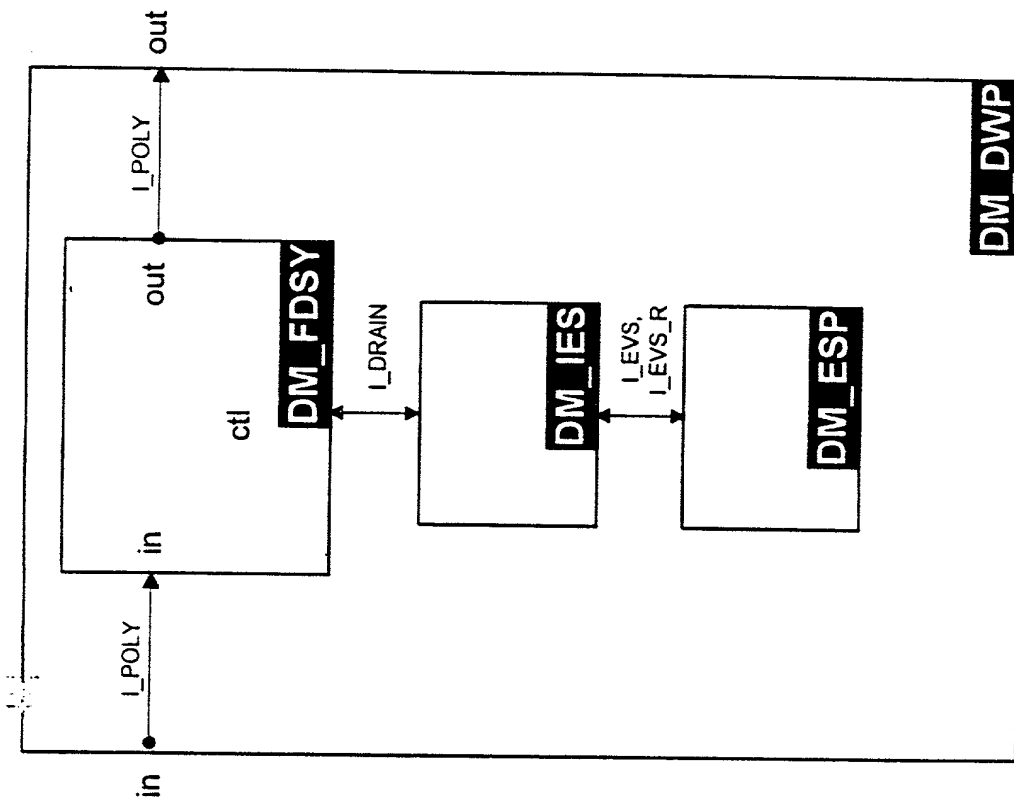 out
I_POLY
out
DM_FDSY
ctl
in
I_POLY
in
I_DRAIN
DM_IES
I_EVS,
I_EVS_R
DM_ESP
DM_DWP